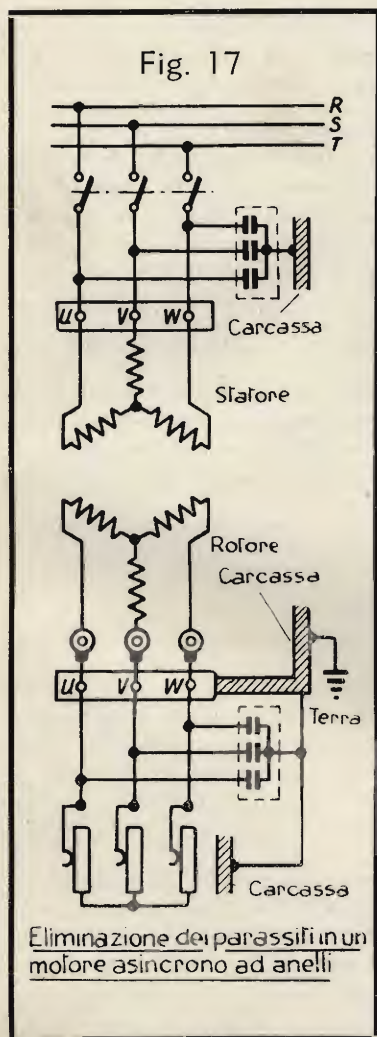 Fig. 17
R
S
T
Carcassa
U V W
Statore
Rotore
Carcassa
U V W
Terra
Carcassa
Eliminazione dei parassiti in un
motore asincrono ad anelli